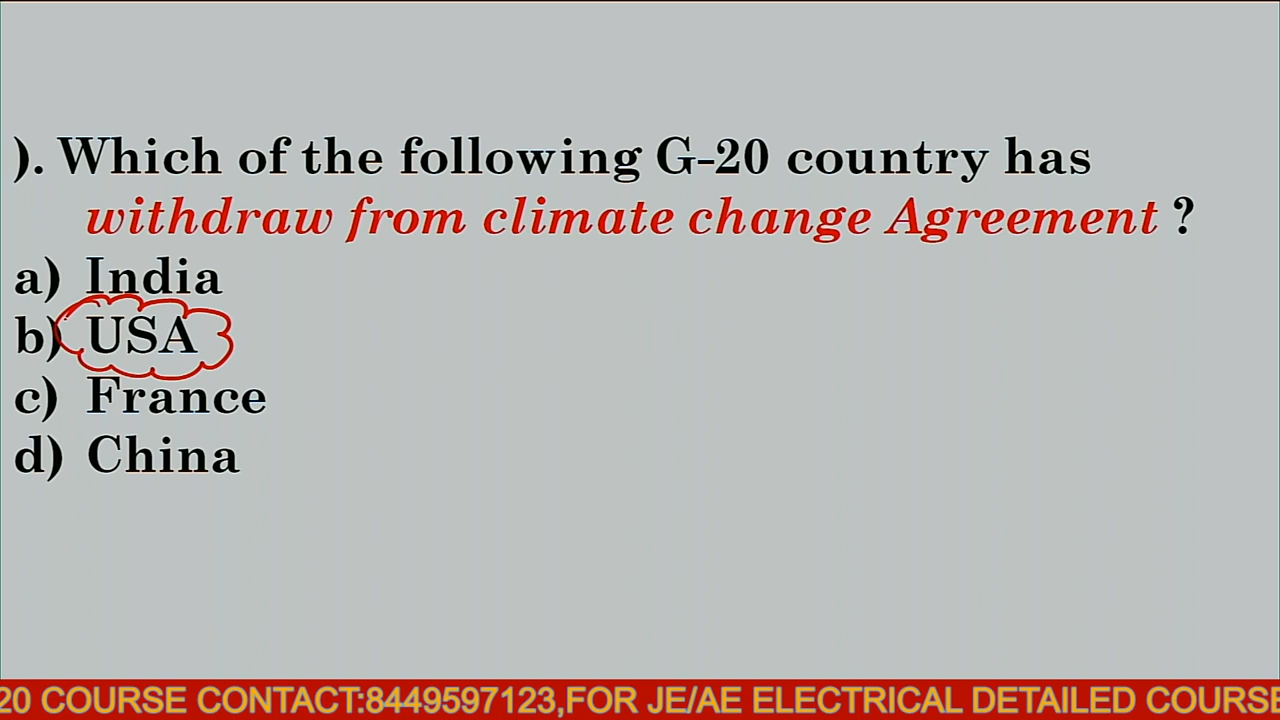 ). Which of the following G-20 country has
withdraw from climate change Agreement ?
a) India
b) USA
c) France
d) China
20 COURSE CONTACT:8449597123,FOR JE/AE ELECTRICAL DETAILED COURSE